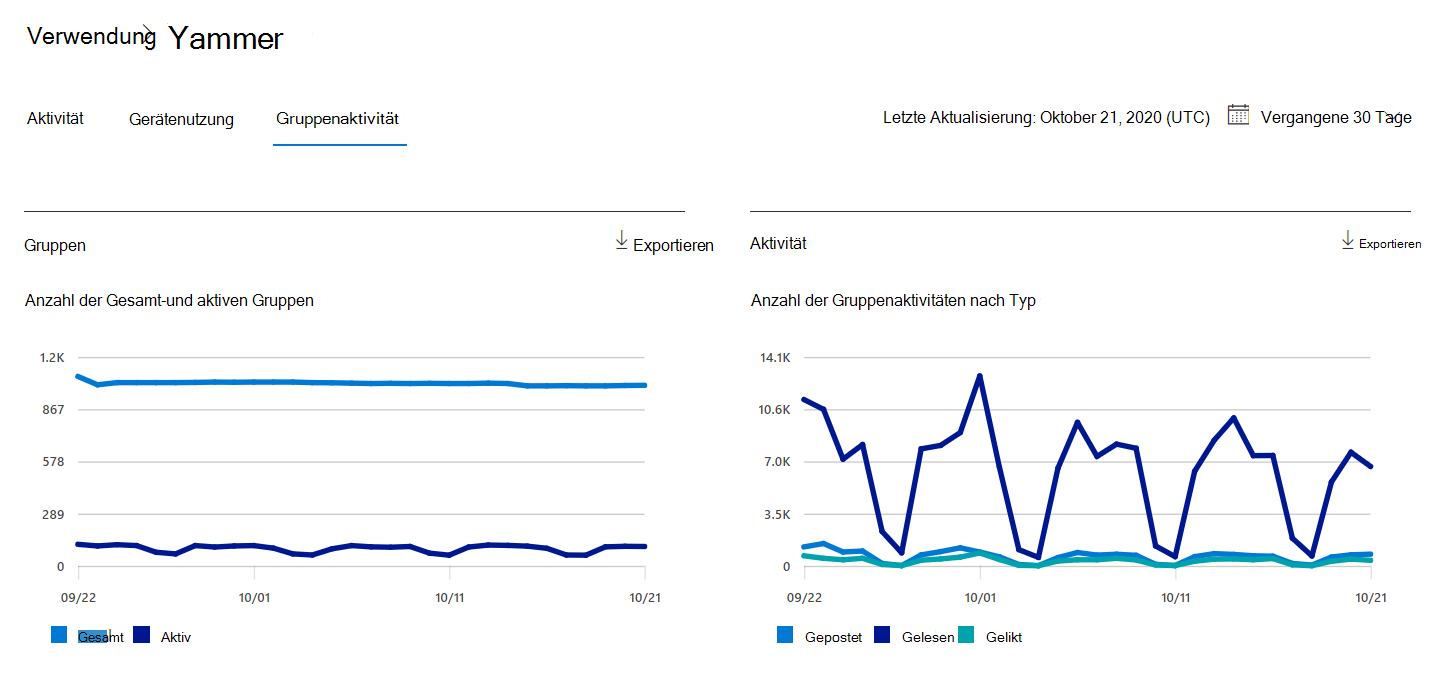 Verwendung Yammer
Aktivität Gerätenutzung Gruppenaktivität
Letzte Aktualisierung: Oktober 21, 2020 (UTC) Vergangene 30 Tage
Gruppen Exportieren
Anzahl der Gesamt-und aktiven Gruppen
1.2K
867
578
289
0
09/22 10/01 10/11 10/21
Gesamt Aktiv
Aktivität Exportieren
Anzahl der Gruppenaktivitäten nach Typ
14.1K
10.6K
7.0K
3.5K
0
09/22 10/01 10/11 10/21
Gepostet Gelesen Gelikt